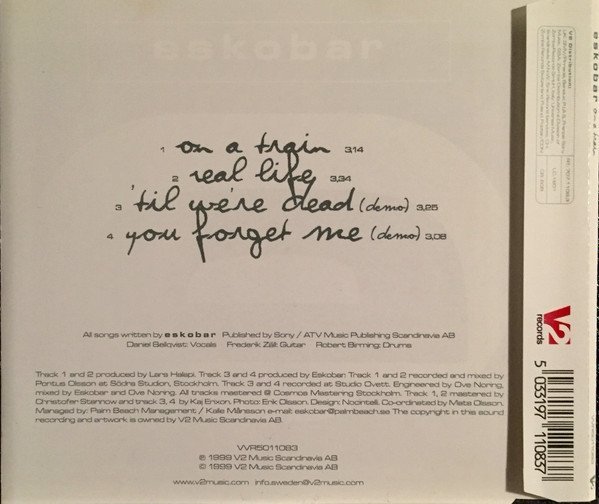 eskobar
1 on a train 3,14
2 real life 3,34
3 'til we're dead (demo) 3,25
4 you forget me (demo) 3,08
All songs written by eskobar Published by Sony / ATV Music Publishing Scandinavia AB
Daniel Bellqvist: Vocals Frederik Zäll: Guitar Robert Birming: Drums
Track 1 and 2 produced by Lars Halapi. Track 3 and 4 produced by Eskobar. Track 1 and 2 recorded and mixed by
Pontus Olsson at Södra Studion, Stockholm. Track 3 and 4 recorded at Studio Ovett. Engineered by Ove Noring,
mixed by Eskobar and Ove Noring. All tracks mastered @ Cosmos Mastering Stockholm. Track 1, 2 mastered by
Christofer Stannow and track 3, 4 by Kaj Erixon. Photo: Erik Olsson. Design: Nocintelli. Co-ordinated by Mats Olsson.
Managed by: Palm Beach Management / Kalle Månsson e-mail: eskobar@palmbeach.se The copyright in this sound
recording and artwork is owned by V2 Music Scandinavia AB.
VVR5011083
℗ 1999 V2 Music Scandinavia AB
© 1999 V2 Music Scandinavia AB
www.v2music.com info.sweden@v2music.com
eskobar on a train
V2 Distribution:
V2
records
5 033197 110837